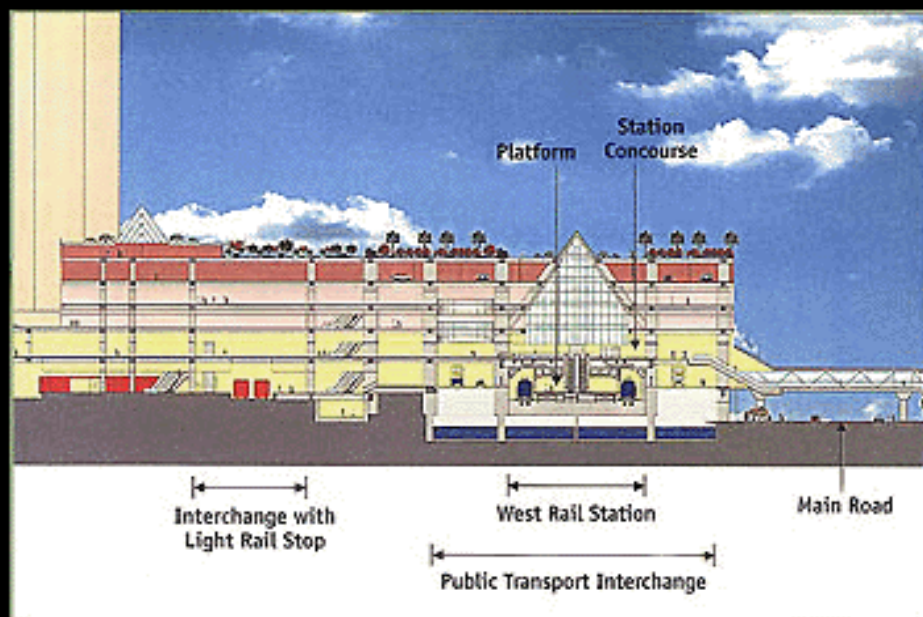 Platform
Station
Concourse
Interchange with
Light Rail Stop
West Rail Station
Main Road
Public Transport Interchange